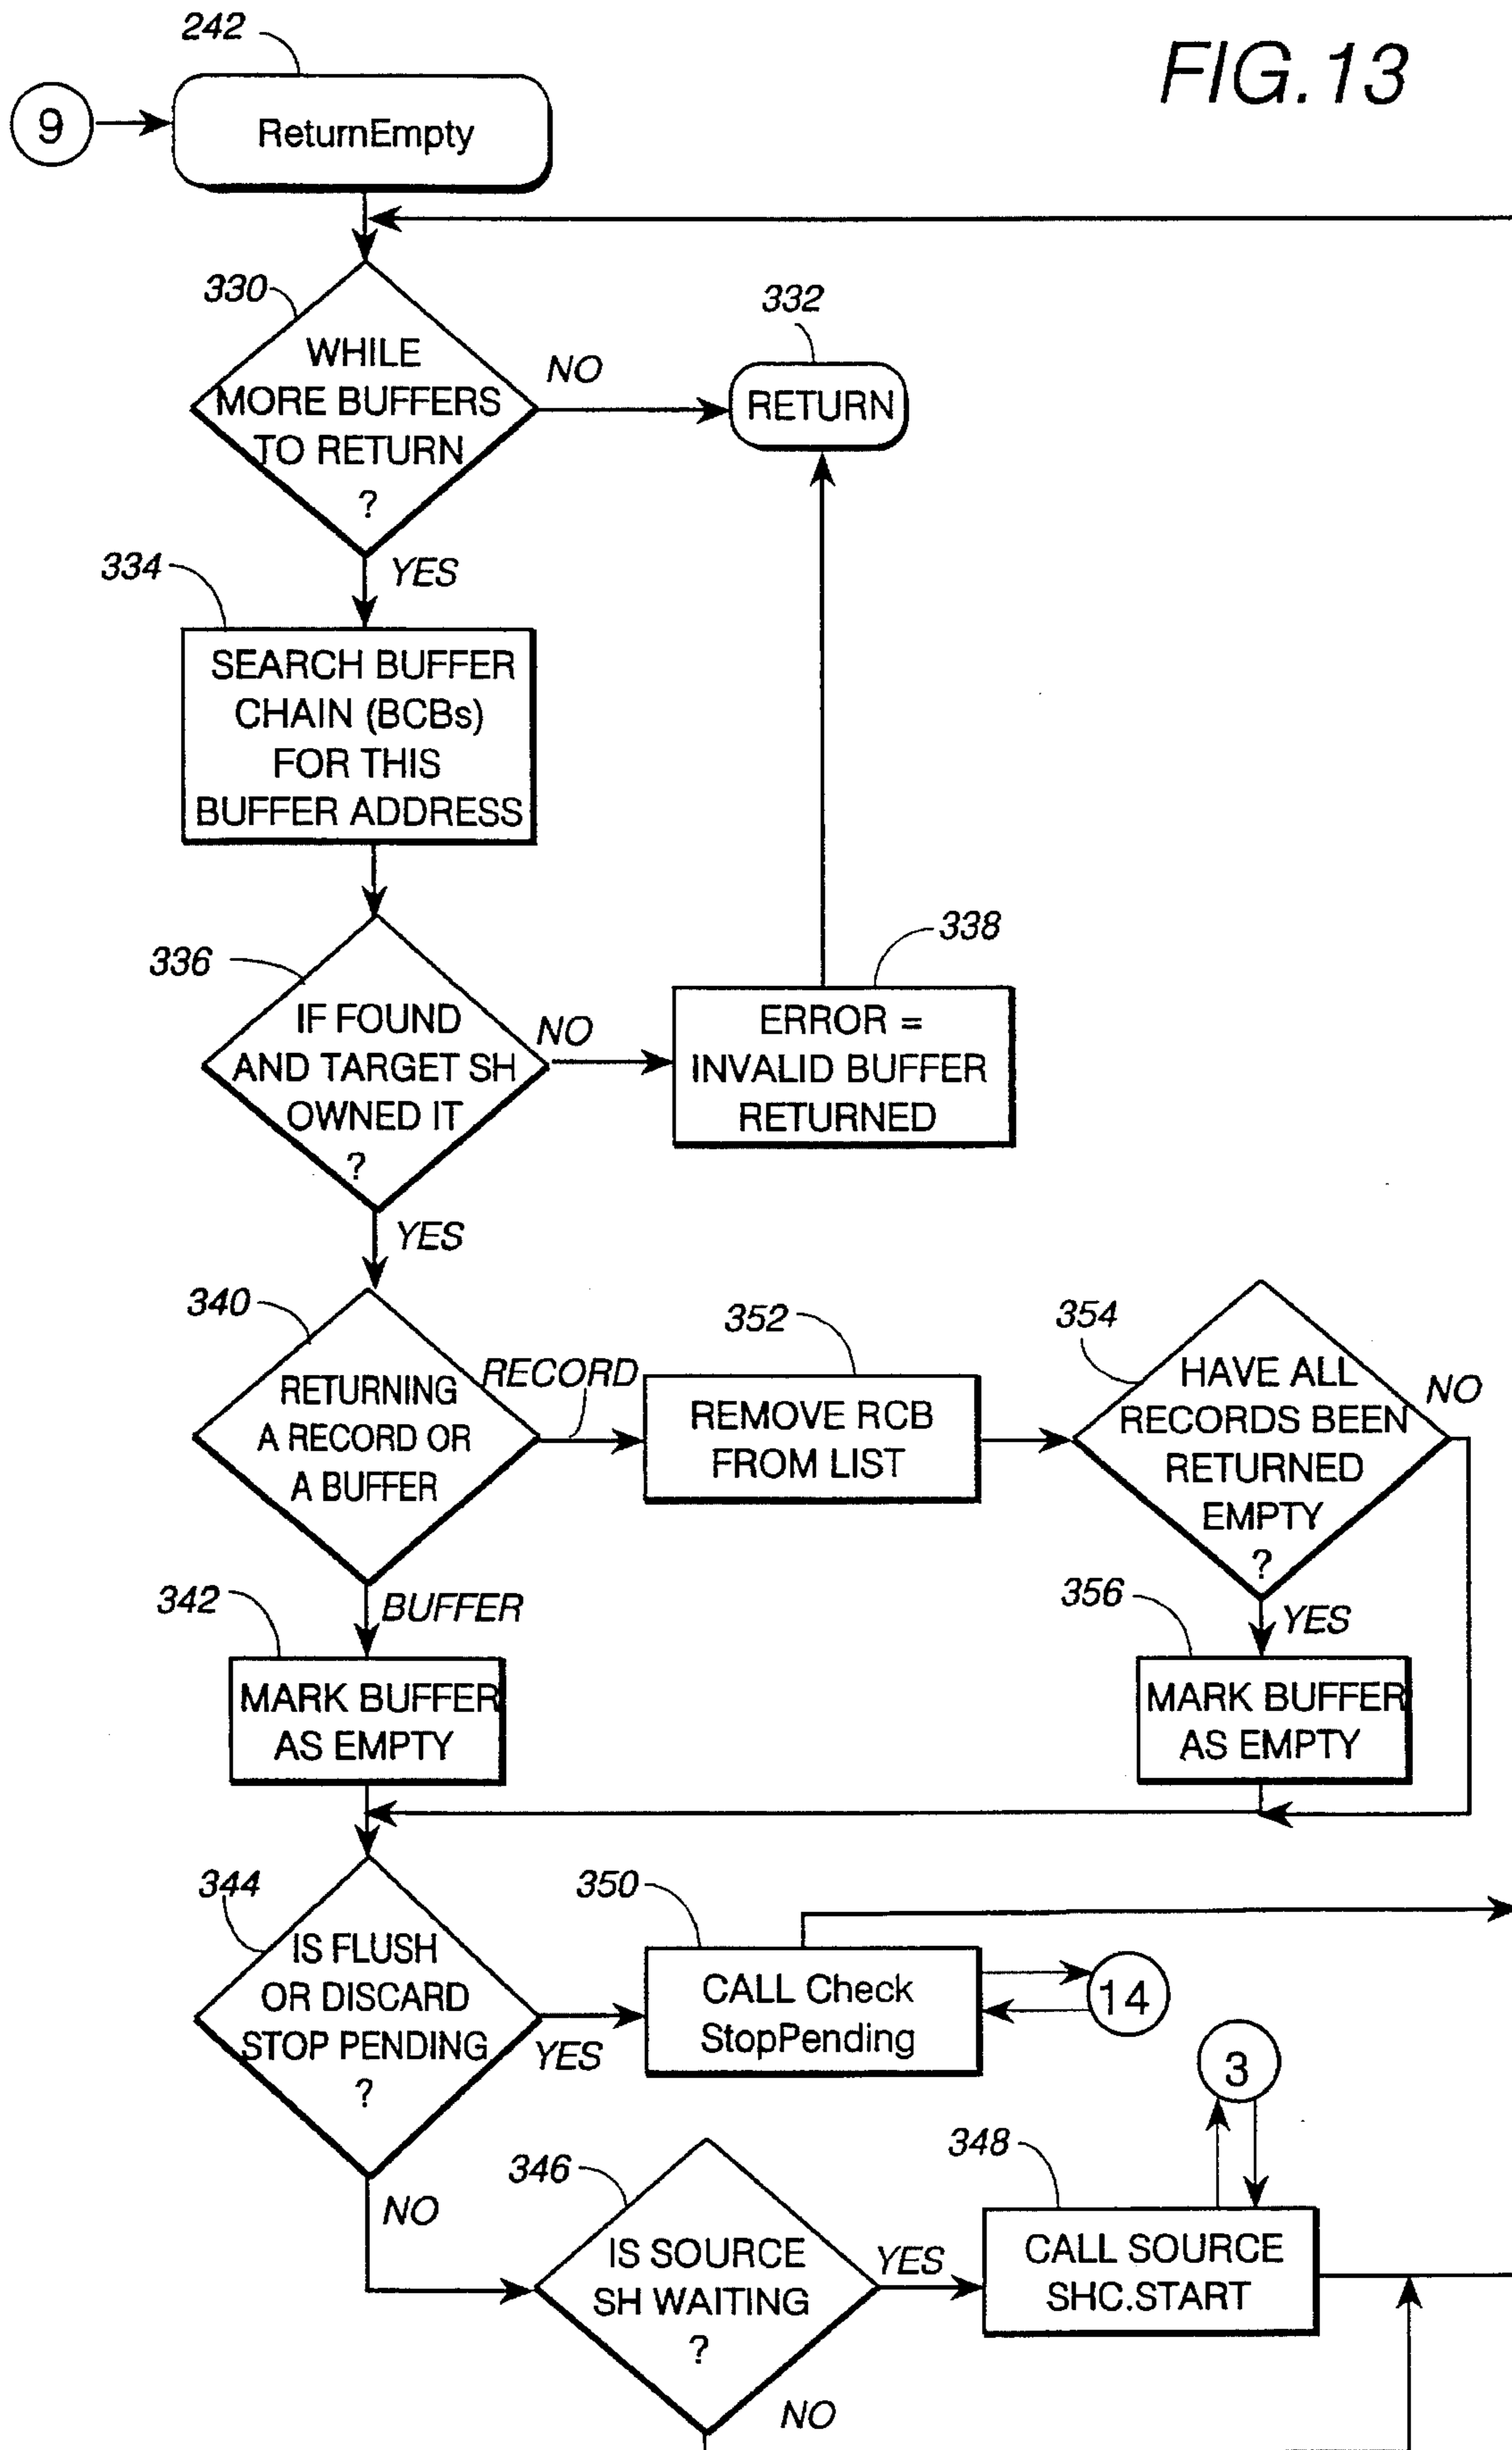 242
FIG.13
9
ReturnEmpty
330
332
WHILE
MORE BUFFERS
TO RETURN
?
NO
RETURN
334
YES
SEARCH BUFFER
CHAIN (BCBs)
FOR THIS
BUFFER ADDRESS
336
338
IF FOUND
AND TARGET SH
OWNED IT
?
NO
ERROR =
INVALID BUFFER
RETURNED
YES
340
352
354
RETURNING
A RECORD OR
A BUFFER
RECORD
REMOVE RCB
FROM LIST
HAVE ALL
RECORDS BEEN
RETURNED
EMPTY
?
NO
342
BUFFER
356
YES
MARK BUFFER
AS EMPTY
MARK BUFFER
AS EMPTY
344
350
IS FLUSH
OR DISCARD
STOP PENDING
?
YES
CALL Check
StopPending
14
3
NO
346
348
IS SOURCE
SH WAITING
?
YES
CALL SOURCE
SHC.START
NO